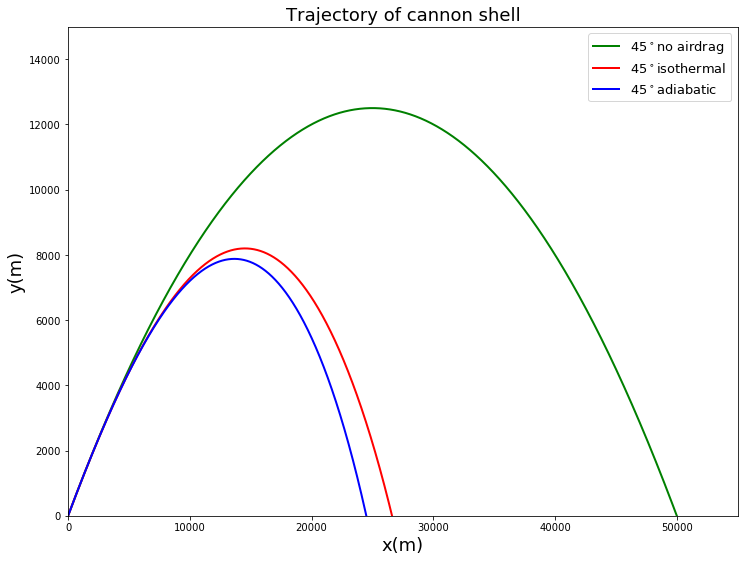 Trajectory of cannon shell
45°no airdrag
45°isothermal
45°adiabatic
14000
12000
10000
8000
6000
4000
2000
0
y(m)
0 10000 20000 30000 40000 50000
x(m)